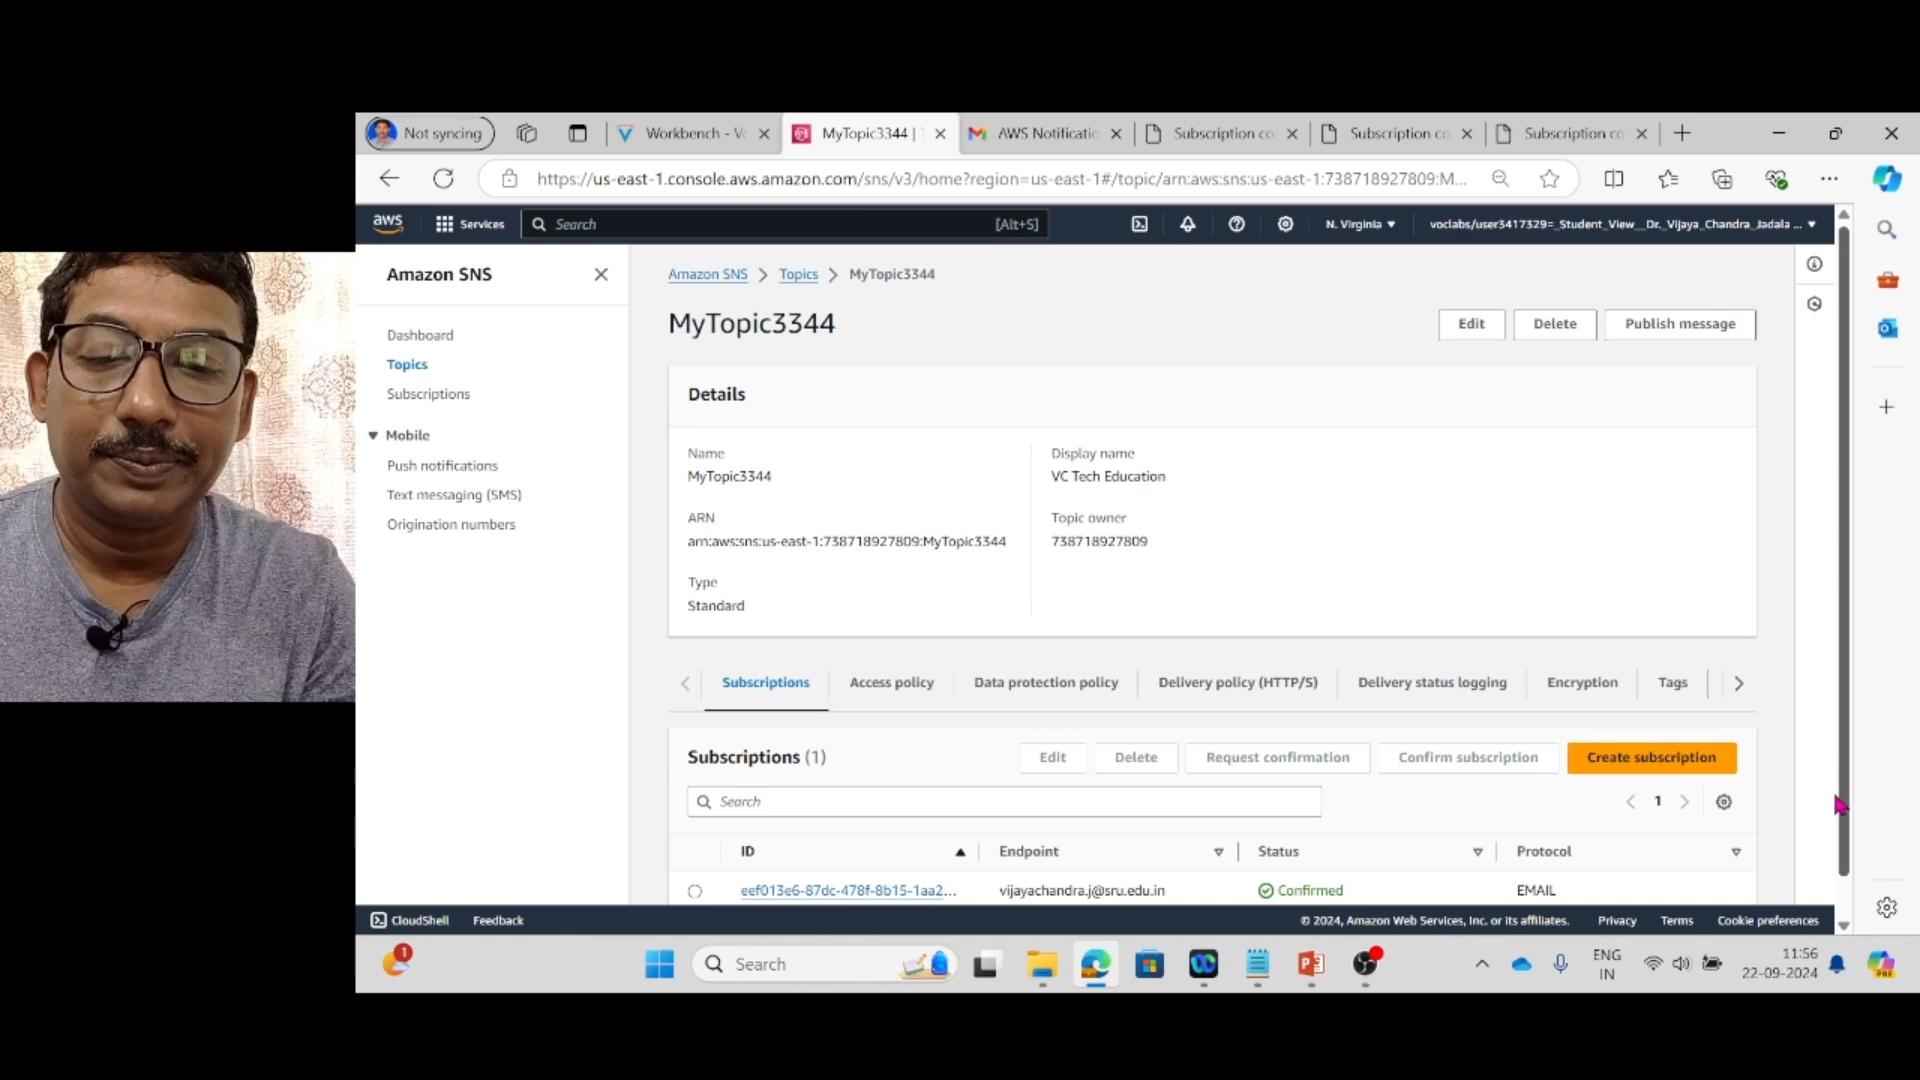 Not syncing
Workbench - Vo
MyTopic3344 | T
AWS Notificatio
Subscription co
Subscription co
Subscription co
https://us-east-1.console.aws.amazon.com/sns/v3/home?region=us-east-1#/topic/arn:aws:sns:us-east-1:738718927809:M...
aws
Services
Search
[Alt+S]
N. Virginia
voclabs/user3417329=_Student_View__Dr._Vijaya_Chandra_Jadala ...
Amazon SNS
Dashboard
Topics
Subscriptions
Mobile
Push notifications
Text messaging (SMS)
Origination numbers
Amazon SNS
Topics
MyTopic3344
MyTopic3344
Edit
Delete
Publish message
Details
Name
MyTopic3344
ARN
arn:aws:sns:us-east-1:738718927809:MyTopic3344
Type
Standard
Display name
VC Tech Education
Topic owner
738718927809
Subscriptions
Access policy
Data protection policy
Delivery policy (HTTP/S)
Delivery status logging
Encryption
Tags
Subscriptions (1)
Edit
Delete
Request confirmation
Confirm subscription
Create subscription
Search
1
ID
Endpoint
Status
Protocol
eef013e6-87dc-478f-8b15-1aa2...
vijayachandra.j@sru.edu.in
Confirmed
EMAIL
CloudShell
Feedback
© 2024, Amazon Web Services, Inc. or its affiliates.
Privacy
Terms
Cookie preferences
1
Search
ENG
IN
11:56
22-09-2024
PRE